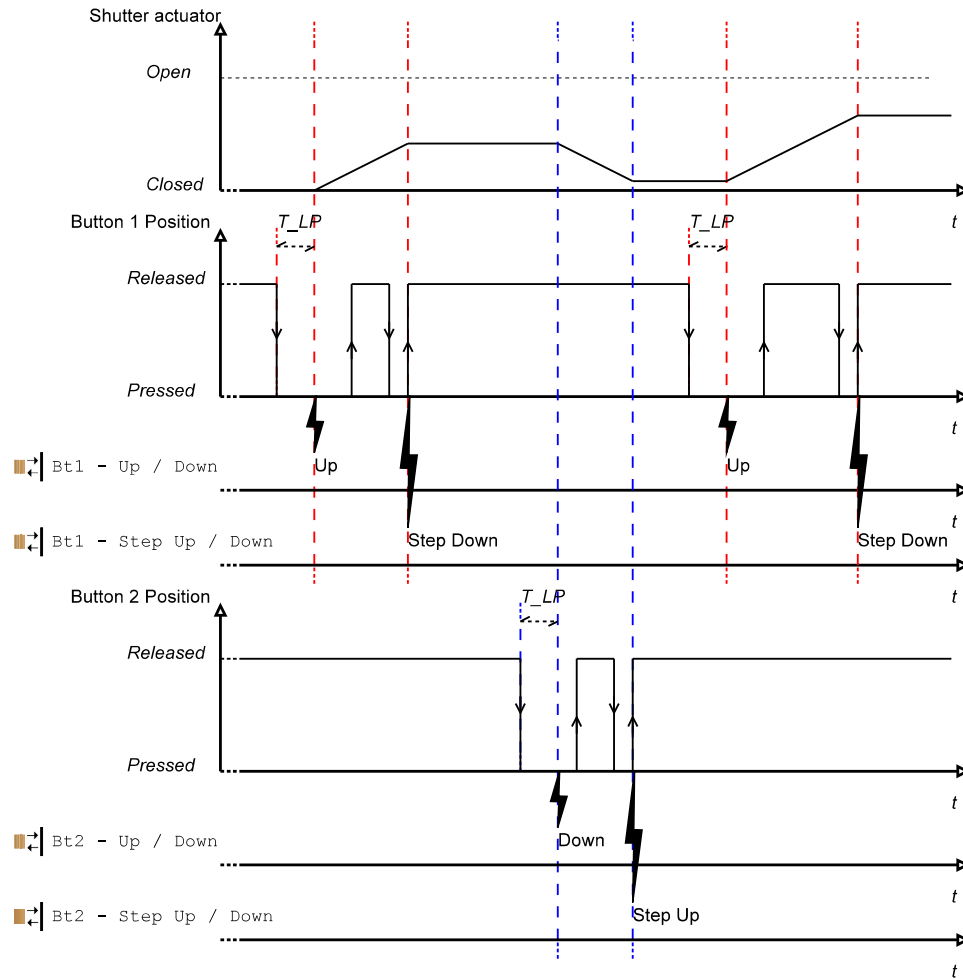 Shutter actuator
Open
Closed
t
Button 1 Position
T_LP
T_LP
Released
Pressed
t
Bt1 - Up / Down
Up
Up
t
Bt1 - Step Up / Down
Step Down
Step Down
t
Button 2 Position
T_LP
Released
Pressed
t
Bt2 - Up / Down
Down
t
Bt2 - Step Up / Down
Step Up
t